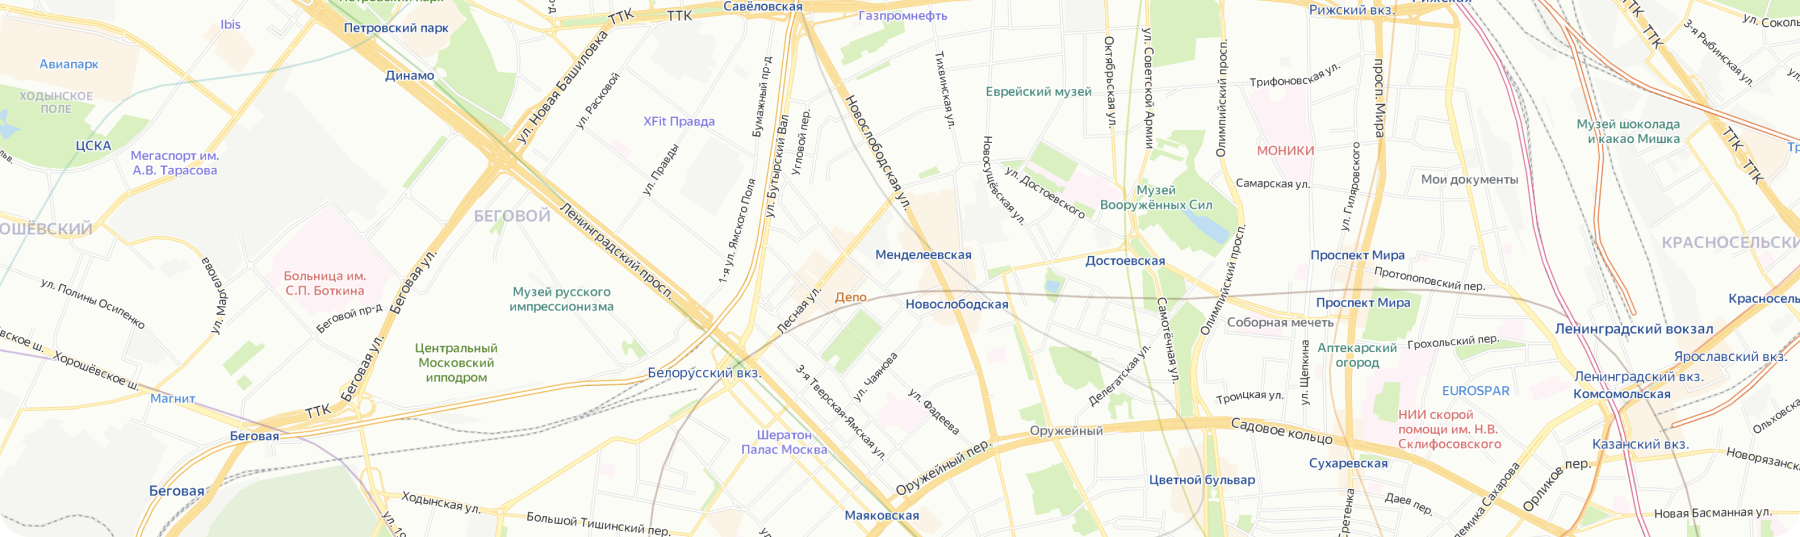 Петровский парк
Ibis
ТТК
ТТК
Савёловская
Газпромнефть
Рижский вкз.
ТТК
ТТК
3-я Рыбинская ул.
Петровский парк
Авиапарк
Динамо
ХОДЫНСКОЕ
ПОЛЕ
ул. Новая Башиловка
ул. Расковой
Бумажный пр-д
Тихвинская ул.
Октябрьская ул.
ул. Советской Армии
Олимпийский просп.
Трифоновская ул.
просп. Мира
Еврейский музей
XFit Правда
Новослободская ул.
Угловой пер.
ул. Бутырский Вал
Музей шоколада
и какао Мишка
ТТК
ТТК
ЦСКА
Мегаспорт им.
А.В. Тарасова
ул. Правды
Новосущёвская ул.
ул. Достоевского
МОНИКИ
Самарская ул.
ул. Гиляровского
Мои документы
Музей
Вооружённых Сил
БЕГОВОЙ
Ленинградский просп.
1-я ул. Ямского Поля
Менделеевская
Достоевская
Олимпийский просп.
Проспект Мира
Протопоповский пер.
Больница им.
С.П. Боткина
ул. Полины Осипенко
ул. Маргелова
Беговой пр-д
Беговая ул.
Музей русского
импрессионизма
Лесная ул.
Депо
Новослободская
Самотёчная ул.
Проспект Мира
Соборная мечеть
Ленинградский вокзал
Хорошёвское ш.
Беговая ул.
Центральный
Московский
ипподром
Белорусский вкз.
3-я Тверская-Ямская ул.
ул. Чаянова
ул. Фадеева
Делегатская ул.
Троицкая ул.
ул. Щепкина
Аптекарский
огород
Грохольский пер.
EUROSPAR
Ярославский вкз.
Ленинградский вкз.
Комсомольская
Магнит
ТТК
Беговая
Шератон
Палас Москва
Оружейный
Садовое кольцо
НИИ скорой
помощи им. Н.В.
Склифосовского
Казанский вкз.
Беговая
Ходынская ул.
Большой Тишинский пер.
Оружейный пер.
Маяковская
Цветной бульвар
Сухаревская
Даев пер.
Орликов пер.
Новая Басманная ул.